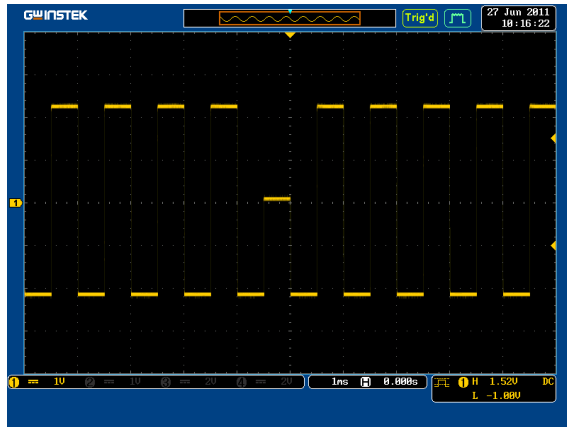 GWINSTEK
Trig'd
27 Jun 2011
10:16:22
1
1 1V 2 1V 3 2V 4 2V
1ms H 0.000s
1 H 1.52V DC
L -1.00V